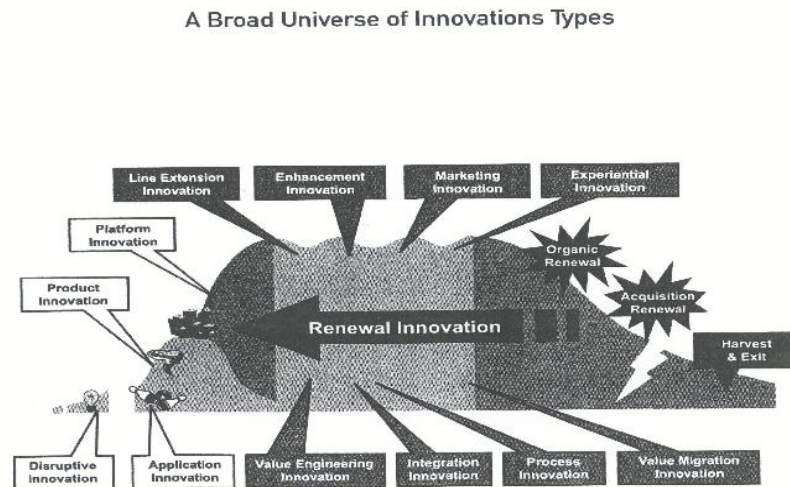 A Broad Universe of Innovations Types
Line Extension
Innovation
Enhancement
Innovation
Marketing
Innovation
Experiential
Innovation
Platform
Innovation
Product
Innovation
Organic
Renewal
Acquisition
Renewal
Renewal Innovation
Harvest
& Exit
Disruptive
Innovation
Application
Innovation
Value Engineering
Innovation
Integration
Innovation
Process
Innovation
Value Migration
Innovation